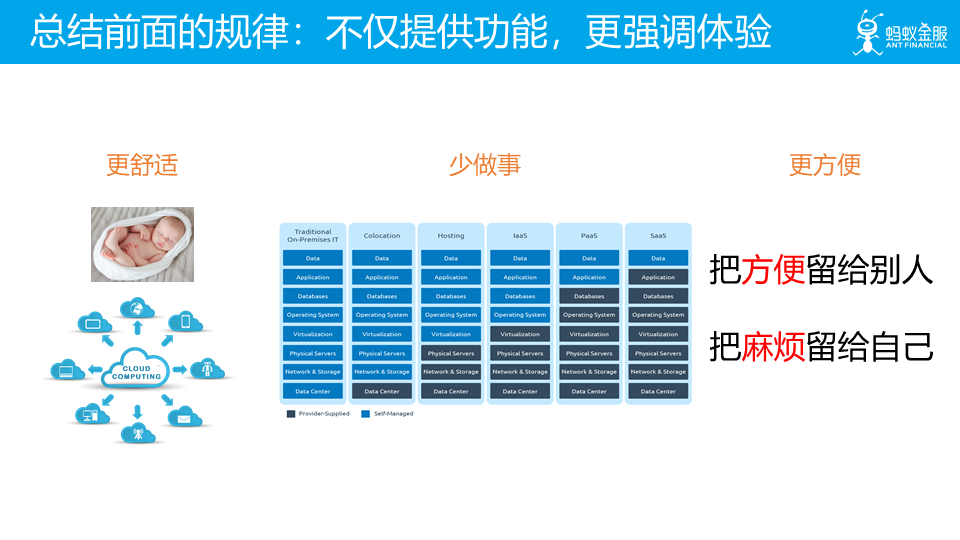 总结前面的规律：不仅提供功能，更强调体验
蚂蚁金服
ANT FINANCIAL
更舒适
少做事
更方便
CLOUD
COMPUTING
Traditional
On-Premises IT
Data
Application
Databases
Operating System
Virtualization
Physical Servers
Network & Storage
Data Center
Colocation
Data
Application
Databases
Operating System
Virtualization
Physical Servers
Network & Storage
Data Center
Hosting
Data
Application
Databases
Operating System
Virtualization
Physical Servers
Network & Storage
Data Center
IaaS
Data
Application
Databases
Operating System
Virtualization
Physical Servers
Network & Storage
Data Center
PaaS
Data
Application
Databases
Operating System
Virtualization
Physical Servers
Network & Storage
Data Center
SaaS
Data
Application
Databases
Operating System
Virtualization
Physical Servers
Network & Storage
Data Center
Provider-Supplied
Self-Managed
把方便留给别人
把麻烦留给自己